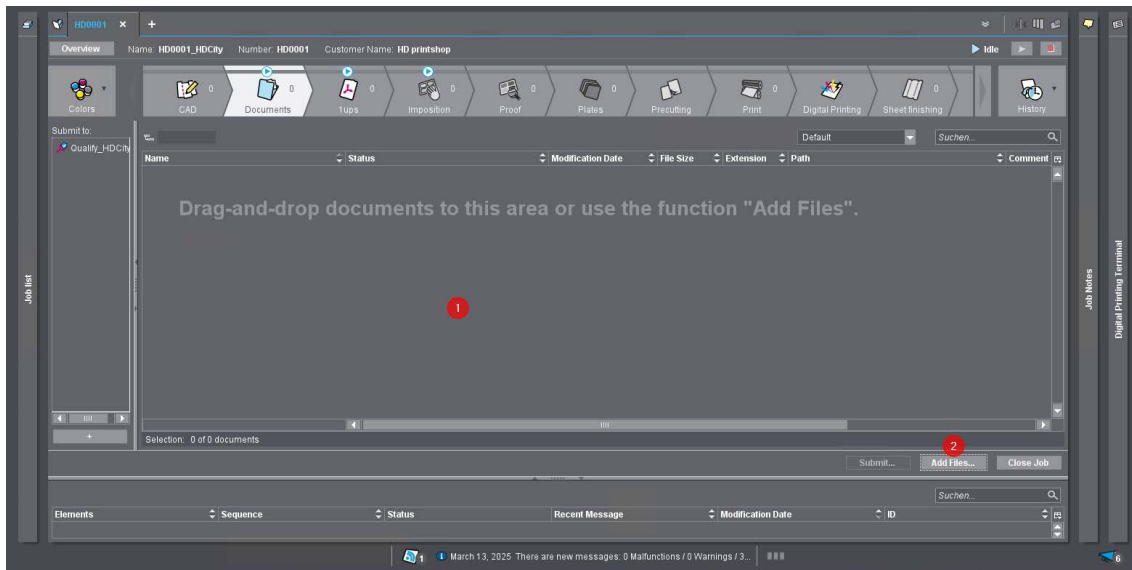 HD0001
Overview Name: HD0001_HDCity Number: HD0001 Customer Name: HD printshop Idle
Colors
CAD 0
Documents 0
1ups 0
Imposition 0
Proof 0
Plates 0
Precutting
Print 0
Digital Printing
Sheet finishing 0
History
Submit to:
Qualify_HDCity
Default
Suchen...
Name Status Modification Date File Size Extension Path Comment
Drag-and-drop documents to this area or use the function "Add Files".
1
Job list
Job Notes
Digital Printing Terminal
+
Selection: 0 of 0 documents
2
Submit... Add Files... Close Job
Suchen...
Elements Sequence Status Recent Message Modification Date ID
1 March 13, 2025 There are new messages: 0 Malfunctions / 0 Warnings / 3...
6